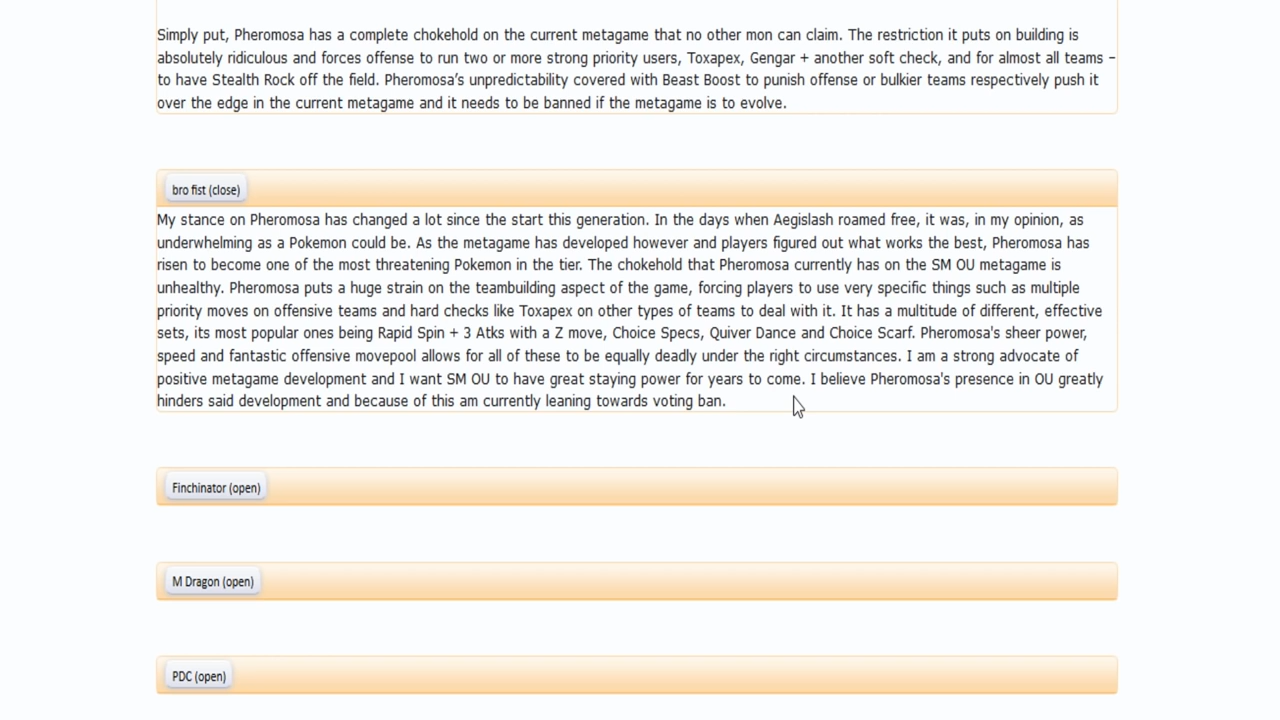 Simply put, Pheromosa has a complete chokehold on the current metagame that no other mon can claim. The restriction it puts on building is
absolutely ridiculous and forces offense to run two or more strong priority users, Toxapex, Gengar + another soft check, and for almost all teams –
to have Stealth Rock off the field. Pheromosa’s unpredictability covered with Beast Boost to punish offense or bulkier teams respectively push it
over the edge in the current metagame and it needs to be banned if the metagame is to evolve.
bro fist (close)
My stance on Pheromosa has changed a lot since the start this generation. In the days when Aegislash roamed free, it was, in my opinion, as
underwhelming as a Pokemon could be. As the metagame has developed however and players figured out what works the best, Pheromosa has
risen to become one of the most threatening Pokemon in the tier. The chokehold that Pheromosa currently has on the SM OU metagame is
unhealthy. Pheromosa puts a huge strain on the teambuilding aspect of the game, forcing players to use very specific things such as multiple
priority moves on offensive teams and hard checks like Toxapex on other types of teams to deal with it. It has a multitude of different, effective
sets, its most popular ones being Rapid Spin + 3 Atks with a Z move, Choice Specs, Quiver Dance and Choice Scarf. Pheromosa's sheer power,
speed and fantastic offensive movepool allows for all of these to be equally deadly under the right circumstances. I am a strong advocate of
positive metagame development and I want SM OU to have great staying power for years to come. I believe Pheromosa's presence in OU greatly
hinders said development and because of this am currently leaning towards voting ban.
Finchinator (open)
M Dragon (open)
PDC (open)